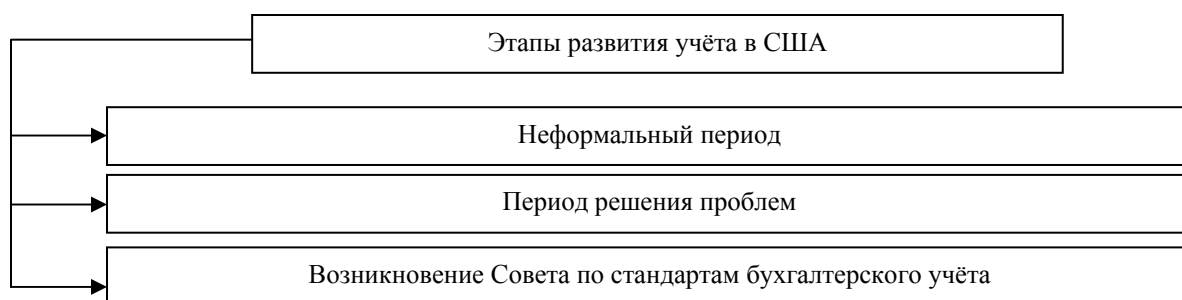 Этапы развития учёта в США
Неформальный период
Период решения проблем
Возникновение Совета по стандартам бухгалтерского учёта